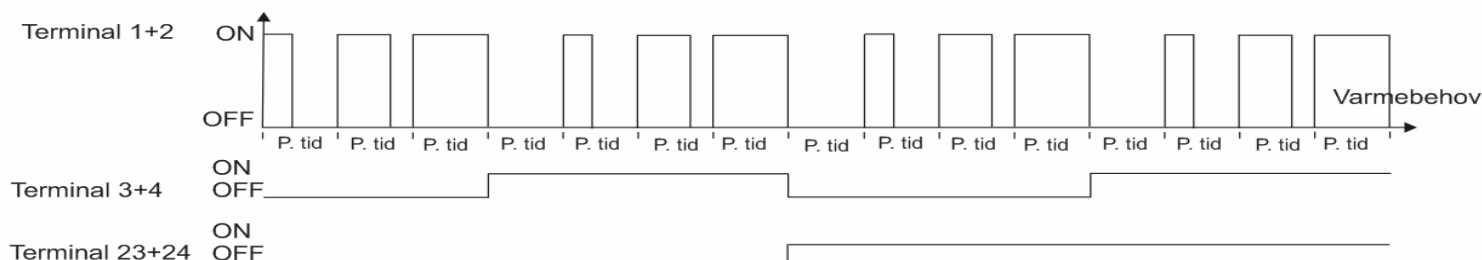 Terminal 1+2
ON
OFF
Varmebehov
P. tid P. tid P. tid P. tid P. tid P. tid P. tid P. tid P. tid P. tid P. tid P. tid P. tid P. tid P. tid
ON
Terminal 3+4 OFF
ON
Terminal 23+24 OFF